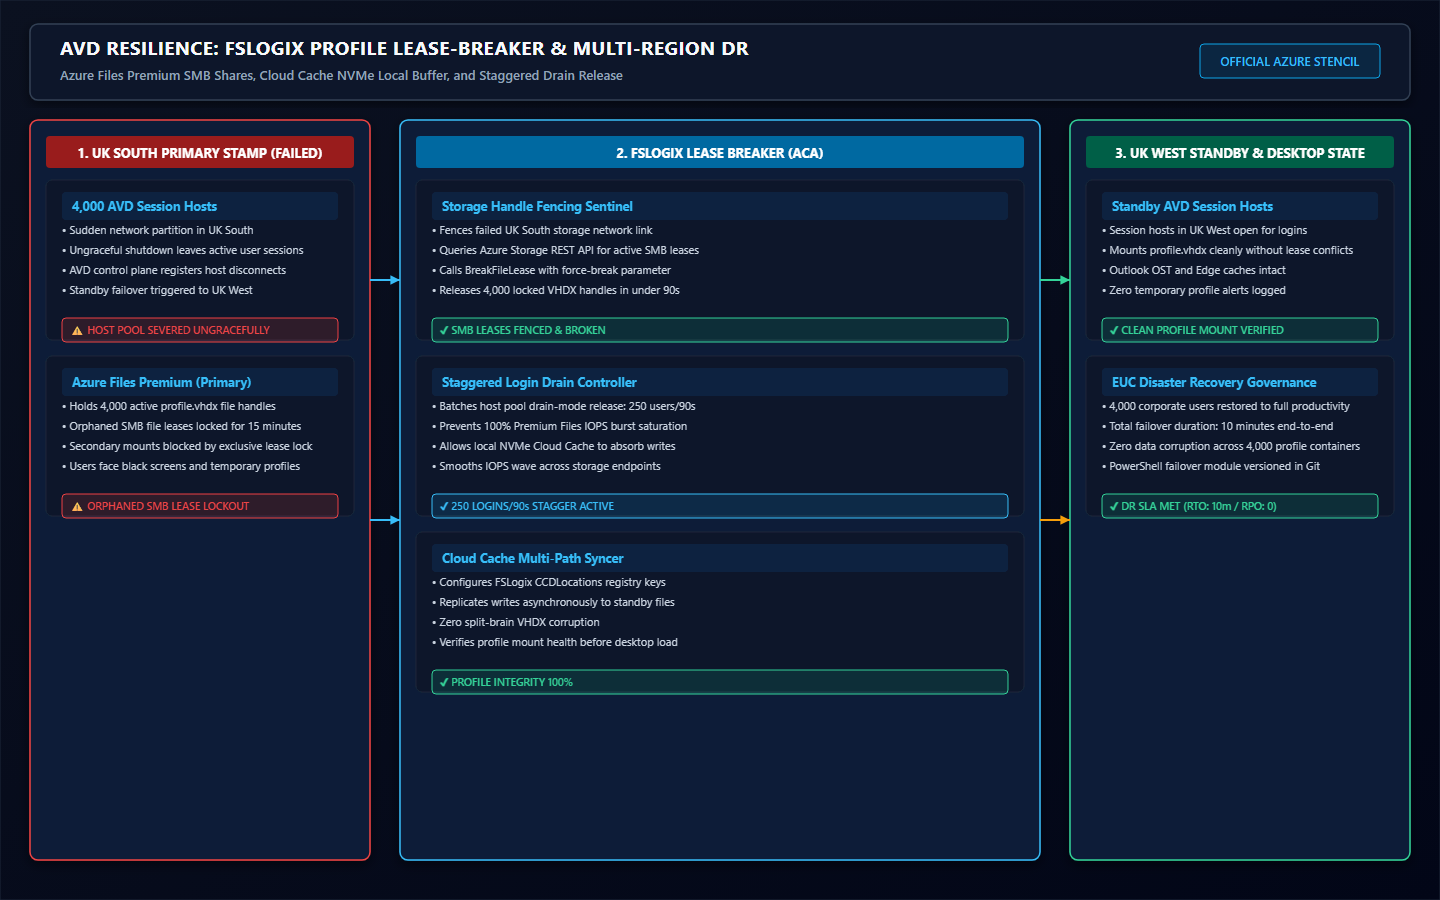 AVD RESILIENCE: FSLOGIX PROFILE LEASE-BREAKER & MULTI-REGION DR
Azure Files Premium SMB Shares, Cloud Cache NVMe Local Buffer, and Staggered Drain Release
OFFICIAL AZURE STENCIL
1. UK SOUTH PRIMARY STAMP (FAILED)
4,000 AVD Session Hosts
• Sudden network partition in UK South
• Ungraceful shutdown leaves active user sessions
• AVD control plane registers host disconnects
• Standby failover triggered to UK West
⚠ HOST POOL SEVERED UNGRACEFULLY
Azure Files Premium (Primary)
• Holds 4,000 active profile.vhdx file handles
• Orphaned SMB file leases locked for 15 minutes
• Secondary mounts blocked by exclusive lease lock
• Users face black screens and temporary profiles
⚠ ORPHANED SMB LEASE LOCKOUT
2. FSLOGIX LEASE BREAKER (ACA)
Storage Handle Fencing Sentinel
• Fences failed UK South storage network link
• Queries Azure Storage REST API for active SMB leases
• Calls BreakFileLease with force-break parameter
• Releases 4,000 locked VHDX handles in under 90s
✔ SMB LEASES FENCED & BROKEN
Staggered Login Drain Controller
• Batches host pool drain-mode release: 250 users/90s
• Prevents 100% Premium Files IOPS burst saturation
• Allows local NVMe Cloud Cache to absorb writes
• Smooths IOPS wave across storage endpoints
✔ 250 LOGINS/90s STAGGER ACTIVE
Cloud Cache Multi-Path Syncer
• Configures FSLogix CCDLocations registry keys
• Replicates writes asynchronously to standby files
• Zero split-brain VHDX corruption
• Verifies profile mount health before desktop load
✔ PROFILE INTEGRITY 100%
3. UK WEST STANDBY & DESKTOP STATE
Standby AVD Session Hosts
• Session hosts in UK West open for logins
• Mounts profile.vhdx cleanly without lease conflicts
• Outlook OST and Edge caches intact
• Zero temporary profile alerts logged
✔ CLEAN PROFILE MOUNT VERIFIED
EUC Disaster Recovery Governance
• 4,000 corporate users restored to full productivity
• Total failover duration: 10 minutes end-to-end
• Zero data corruption across 4,000 profile containers
• PowerShell failover module versioned in Git
✔ DR SLA MET (RTO: 10m / RPO: 0)